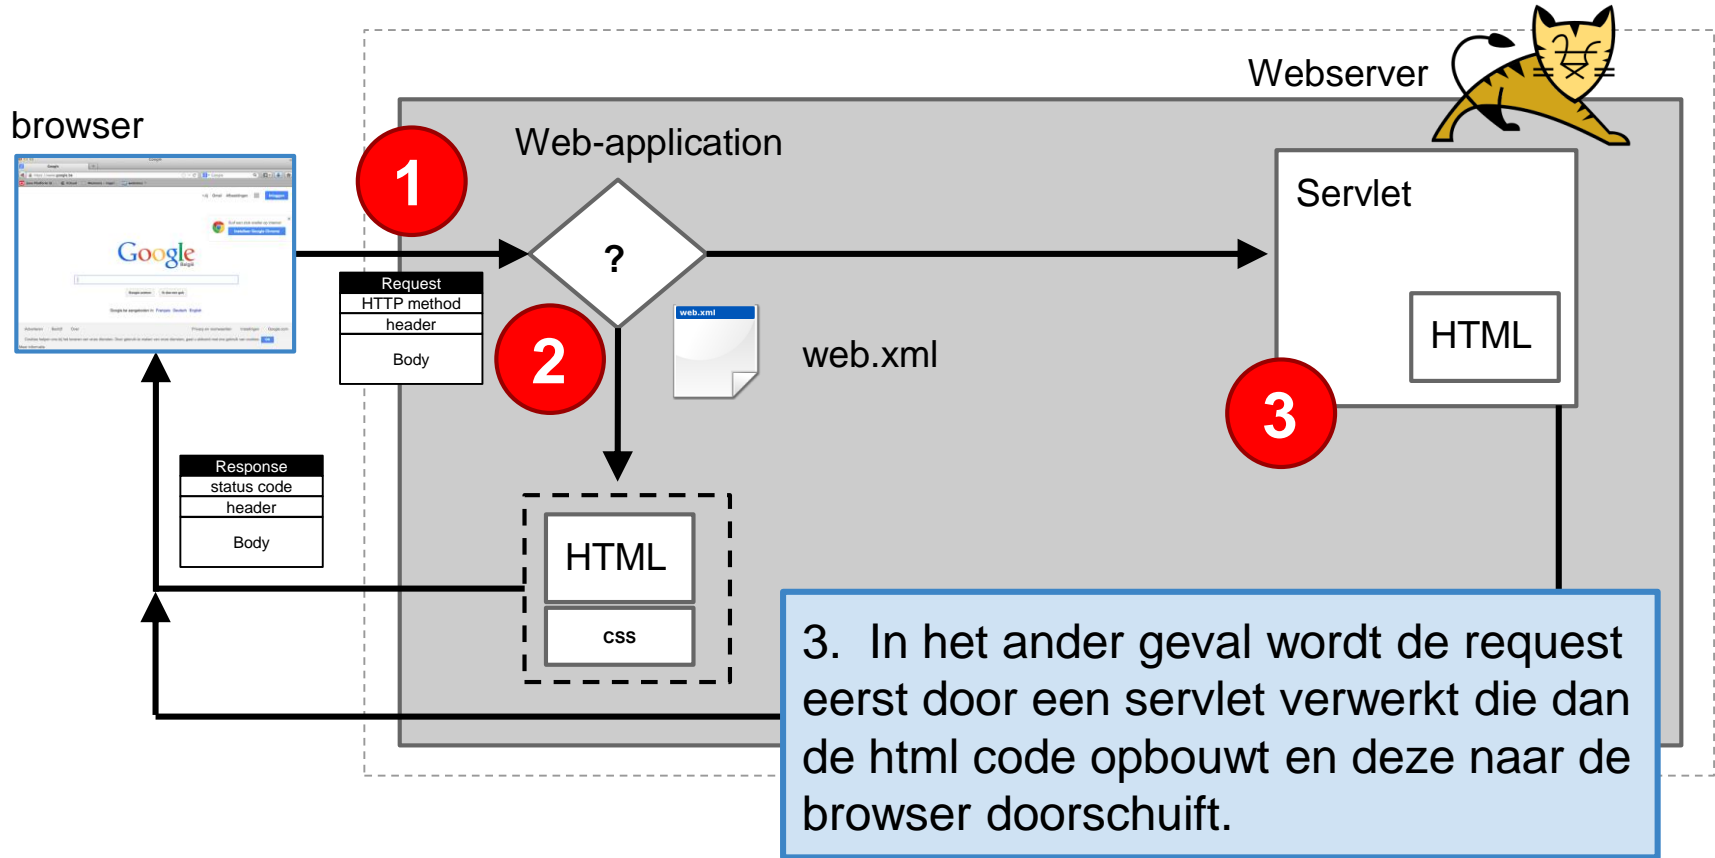 Webserver
browser
Web-application
1
Servlet
Google
?
Request
HTTP method
header
Body
web.xml
web.xml
HTML
2
3
Response
status code
header
Body
HTML
CSS
3. In het ander geval wordt de request
eerst door een servlet verwerkt die dan
de html code opbouwt en deze naar de
browser doorschuift.